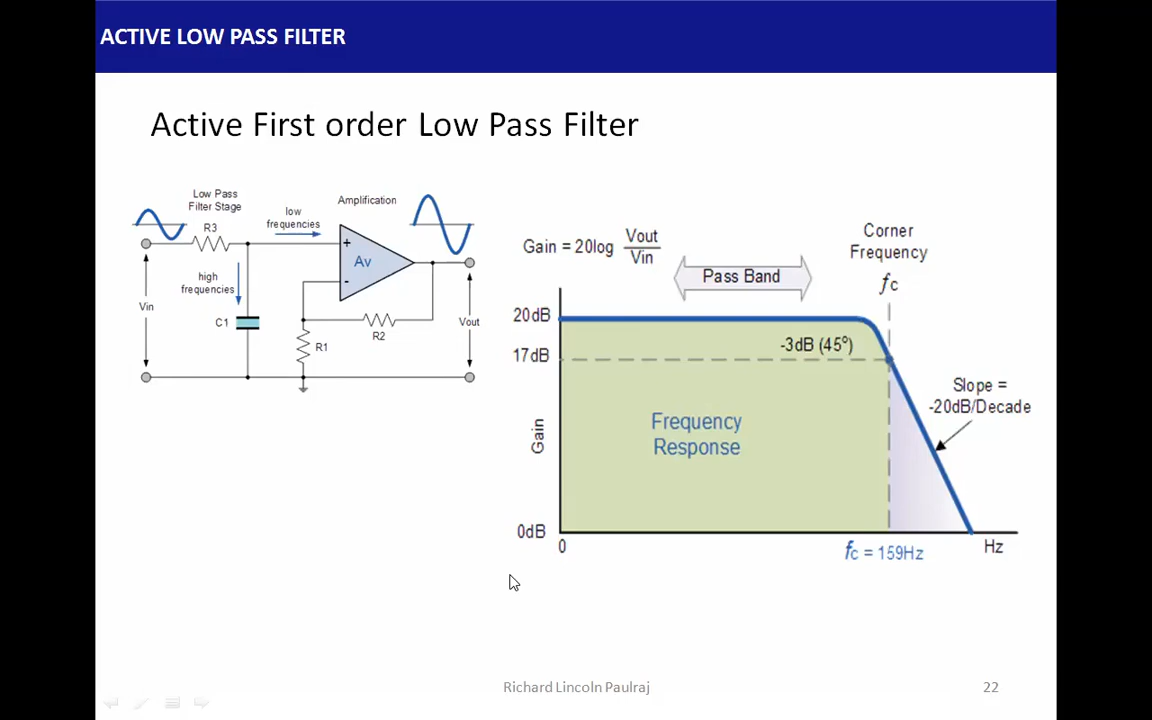 ACTIVE LOW PASS FILTER
Active First order Low Pass Filter
Low Pass
Filter Stage
R3
low
frequencies
Amplification
+
Av
-
high
frequencies
Vin
C1
R1
R2
Vout
Gain = 20log Vout
Vin
Pass Band
Corner
Frequency
fc
20dB
17dB
-3dB (45°)
Slope =
-20dB/Decade
Frequency
Response
Gain
0dB
0
fc = 159Hz
Hz
Richard Lincoln Paulraj
22